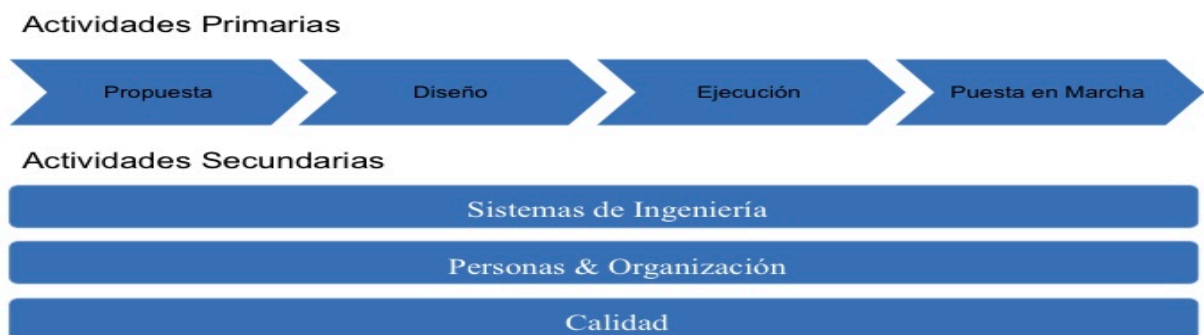 Actividades Primarias
Propuesta Diseño Ejecución Puesta en Marcha
Actividades Secundarias
Sistemas de Ingeniería
Personas & Organización
Calidad